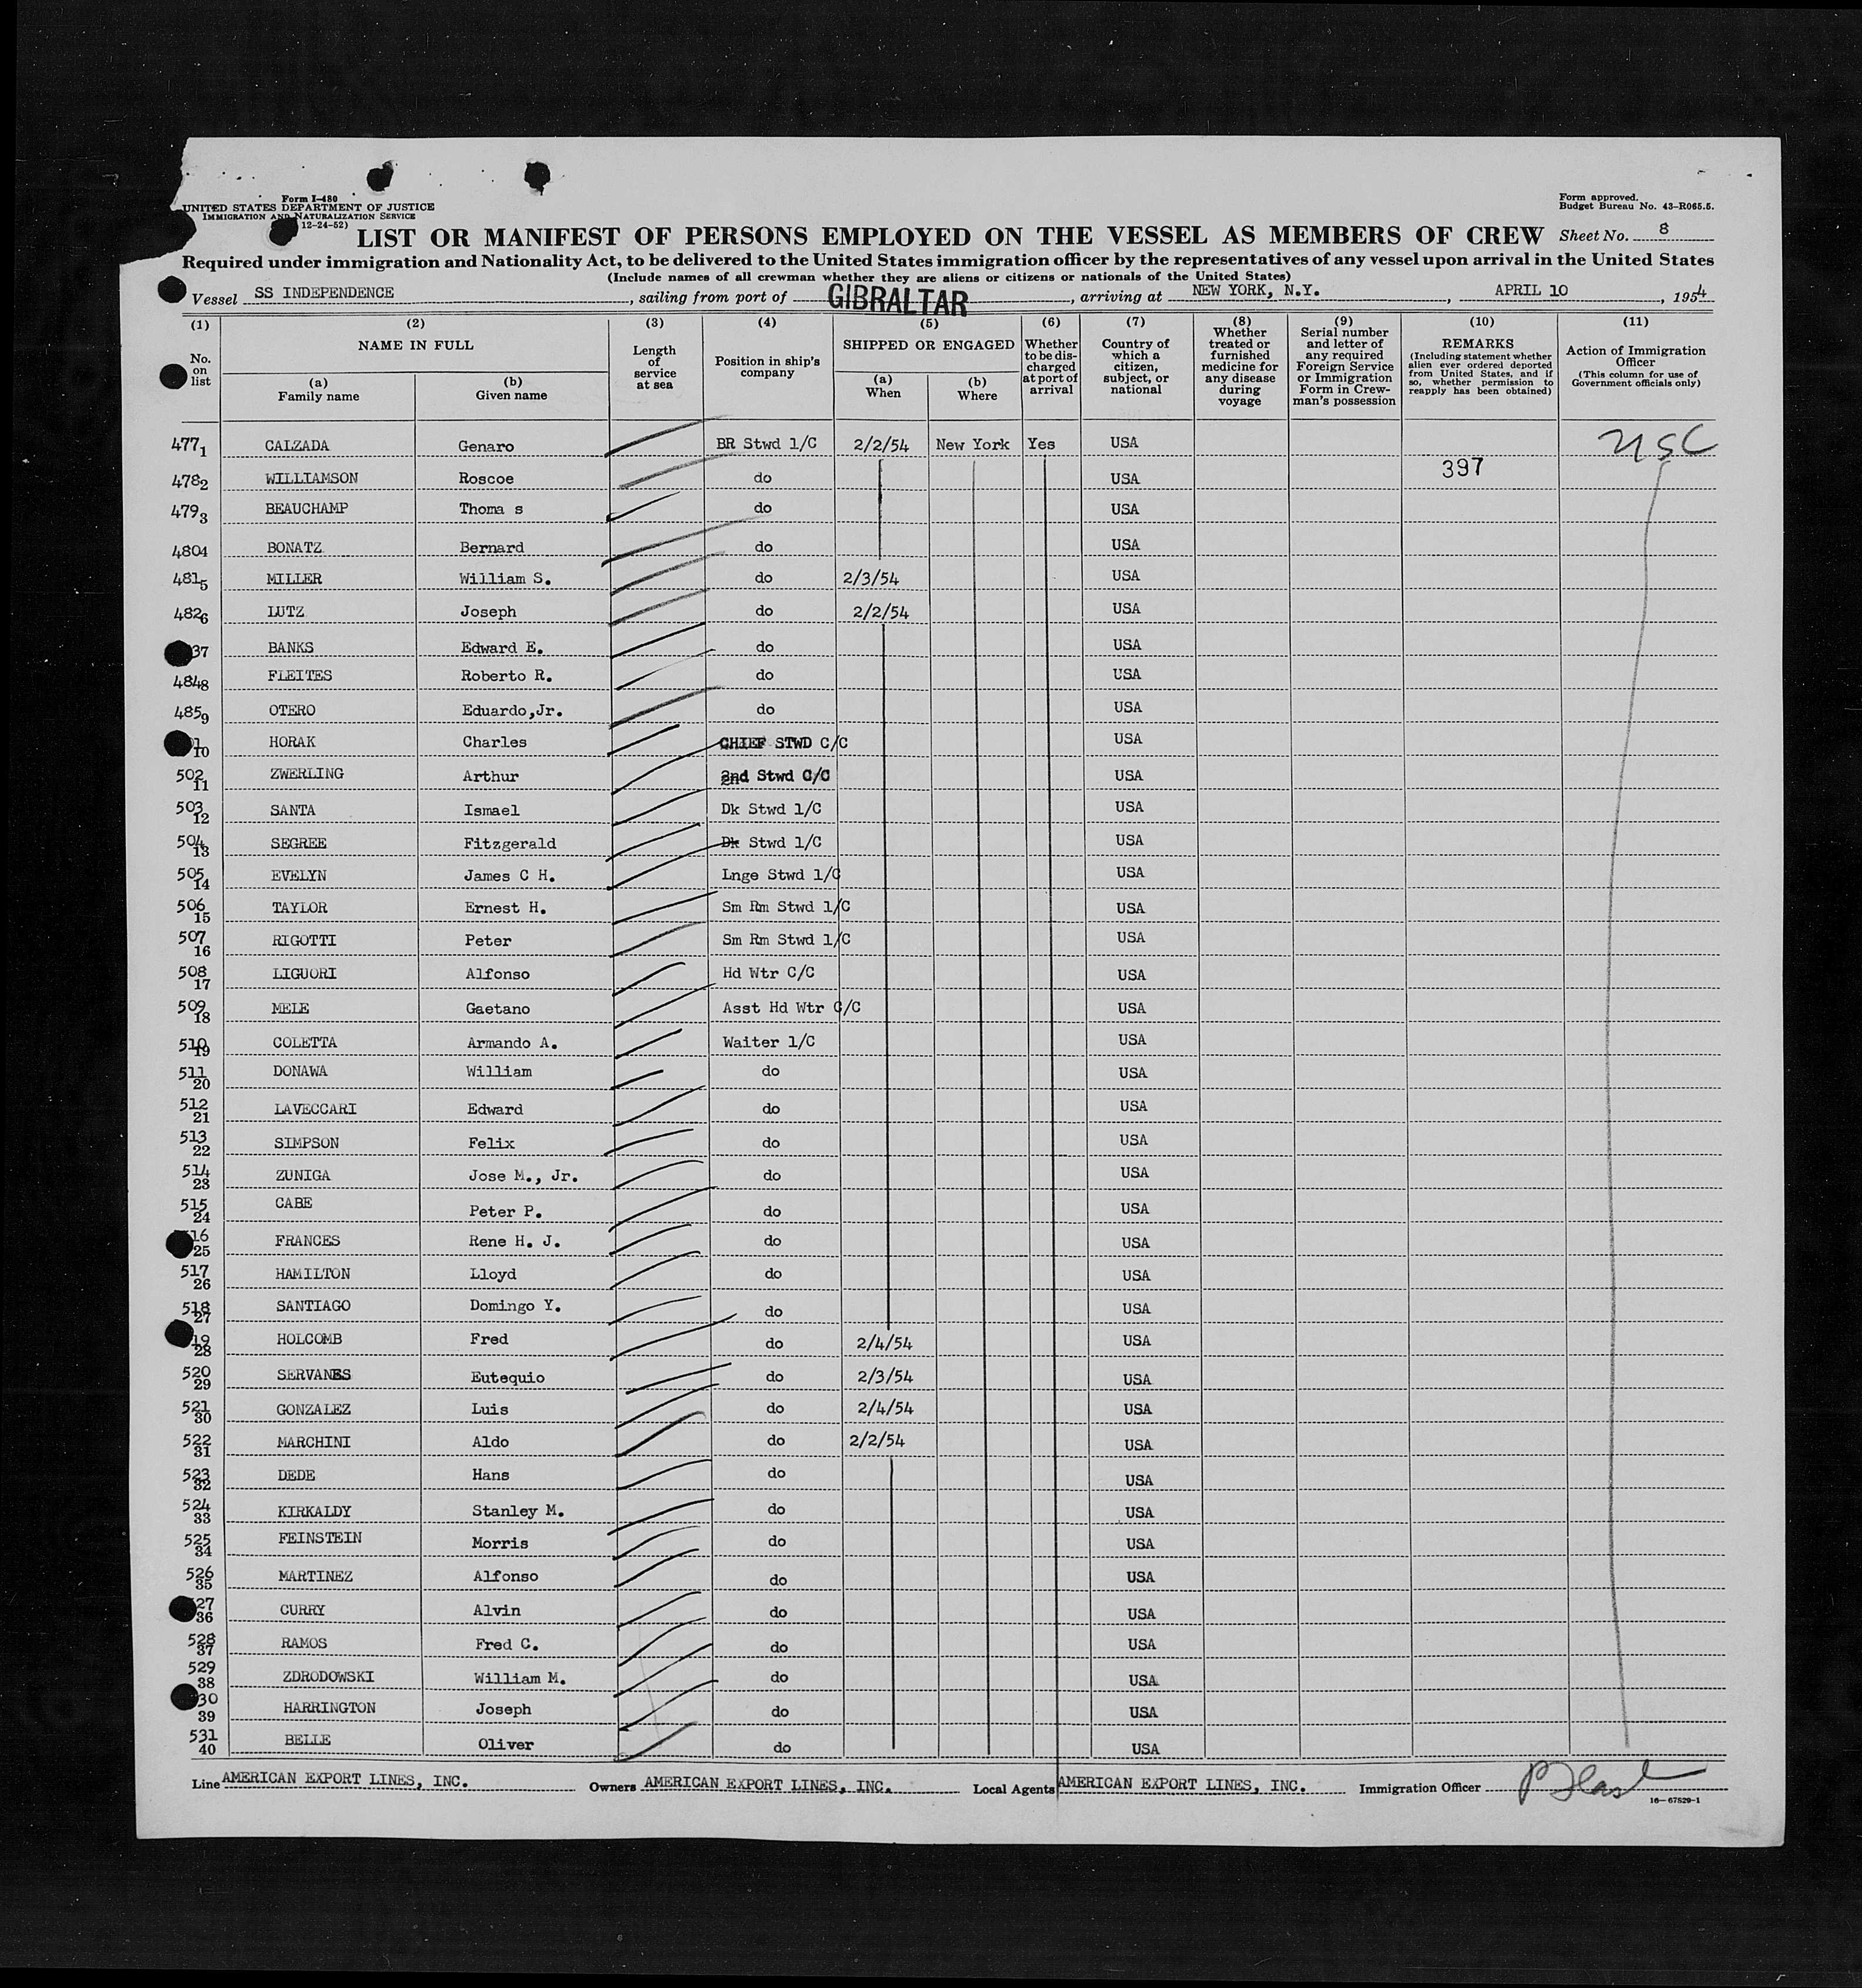 Form I-480
UNITED STATES DEPARTMENT OF JUSTICE
IMMIGRATION AND NATURALIZATION SERVICE
12-24-52)
Form approved.
Budget Bureau No. 43-R065.5.
LIST OR MANIFEST OF PERSONS EMPLOYED ON THE VESSEL AS MEMBERS OF CREW Sheet No. 8
Required under immigration and Nationality Act, to be delivered to the United States immigration officer by the representatives of any vessel upon arrival in the United States
(Include names of all crewman whether they are aliens or citizens or nationals of the United States)
Vessel SS INDEPENDENCE, sailing from port of GIBRALTAR, arriving at NEW YORK, N.Y., APRIL 10, 1954
(1) (2) (3) (4) (5) (6) (7) (8) (9) (10) (11)
No. on list
NAME IN FULL
(a) Family name
(b) Given name
Length of service at sea
Position in ship's company
SHIPPED OR ENGAGED
(a) When
(b) Where
Whether to be discharged at port of arrival
Country of which a citizen, subject, or national
Whether treated or furnished medicine for any disease during voyage
Serial number and letter of any required Foreign Service or Immigration Form in Crewman's possession
REMARKS
(Including statement whether alien ever ordered deported from United States, and if so, whether permission to reapply has been obtained)
Action of Immigration Officer
(This column for use of Government officials only)
477 1 CALZADA Genaro BR Stwd 1/C 2/2/54 New York Yes USA USC
478 2 WILLIAMSON Roscoe do USA 397
479 3 BEAUCHAMP Thoma s do USA
480 4 BONATZ Bernard do USA
481 5 MILLER William S. do 2/3/54 USA
482 6 LUTZ Joseph do 2/2/54 USA
3 7 BANKS Edward E. do USA
484 8 FLEITES Roberto R. do USA
485 9 OTERO Eduardo,Jr. do USA
10 HORAK Charles CHIEF STWD C/C USA
502 11 ZWERLING Arthur 2nd Stwd C/C USA
503 12 SANTA Ismael Dk Stwd 1/C USA
504 13 SEGREE Fitzgerald Dk Stwd 1/C USA
505 14 EVELYN James C H. Lnge Stwd 1/C USA
506 15 TAYLOR Ernest H. Sm Rm Stwd 1/C USA
507 16 RIGOTTI Peter Sm Rm Stwd 1/C USA
508 17 LIGUORI Alfonso Hd Wtr C/C USA
509 18 MELE Gaetano Asst Hd Wtr C/C USA
510 19 COLETTA Armando A. Waiter 1/C USA
511 20 DONAWA William do USA
512 21 LAVECCARI Edward do USA
513 22 SIMPSON Felix do USA
514 23 ZUNIGA Jose M., Jr. do USA
515 24 CABE Peter P. do USA
16 25 FRANCES Rene H. J. do USA
517 26 HAMILTON Lloyd do USA
518 27 SANTIAGO Domingo Y. do USA
19 28 HOLCOMB Fred do 2/4/54 USA
520 29 SERVANES Eutequio do 2/3/54 USA
521 30 GONZALEZ Luis do 2/4/54 USA
522 31 MARCHINI Aldo do 2/2/54 USA
523 32 DEDE Hans do USA
524 33 KIRKALDY Stanley M. do USA
525 34 FEINSTEIN Morris do USA
526 35 MARTINEZ Alfonso do USA
27 36 CURRY Alvin do USA
528 37 RAMOS Fred C. do USA
529 38 ZDRODOWSKI William M. do USA
30 39 HARRINGTON Joseph do USA
531 40 BELLE Oliver do USA
Line AMERICAN EXPORT LINES, INC. Owners AMERICAN EXPORT LINES, INC. Local Agents AMERICAN EXPORT LINES, INC. Immigration Officer
16—67829-1